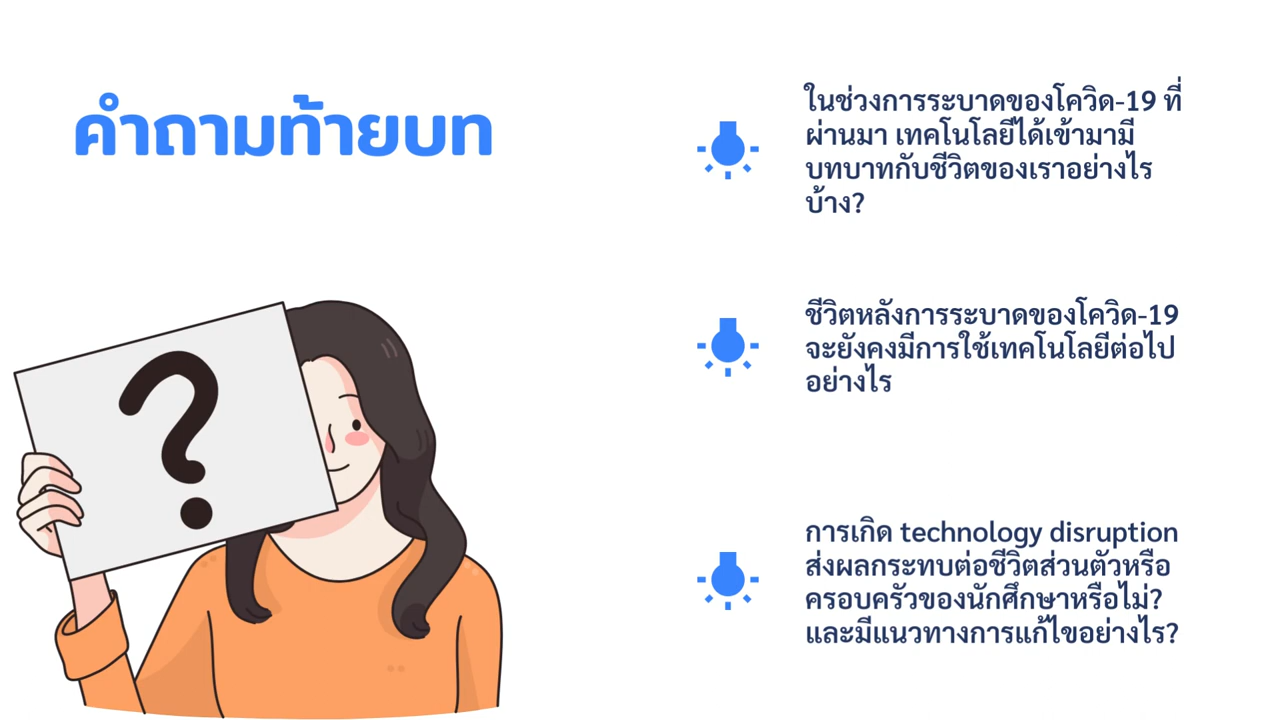 คำถามท้ายบท
ในช่วงการระบาดของโควิด-19 ที่
ผ่านมา เทคโนโลยีได้เข้ามามี
บทบาทกับชีวิตของเราอย่างไร
บ้าง?
ชีวิตหลังการระบาดของโควิด-19
จะยังคงมีการใช้เทคโนโลยีต่อไป
อย่างไร
การเกิด technology disruption
ส่งผลกระทบต่อชีวิตส่วนตัวหรือ
ครอบครัวของนักศึกษาหรือไม่?
และมีแนวทางการแก้ไขอย่างไร?
?